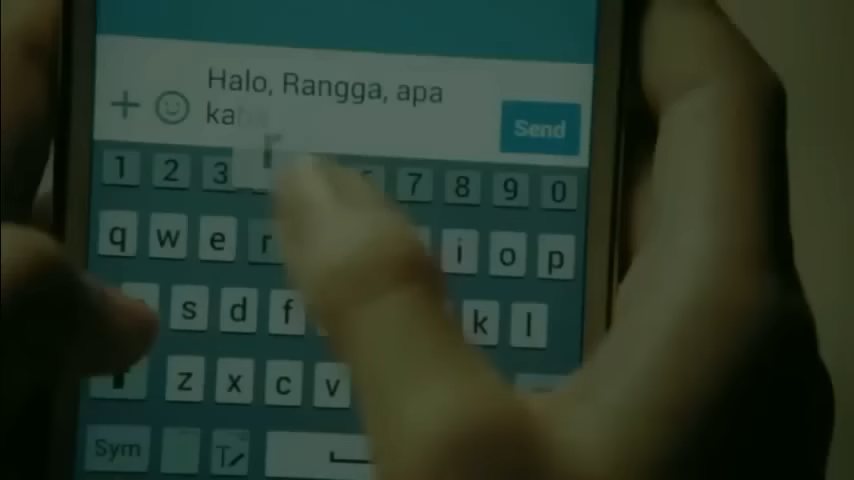 Halo, Rangga, apa
ka
Send
r
1 2 3 7 8 9 0
q w e r i o p
s d f k l
z x c v
Sym T